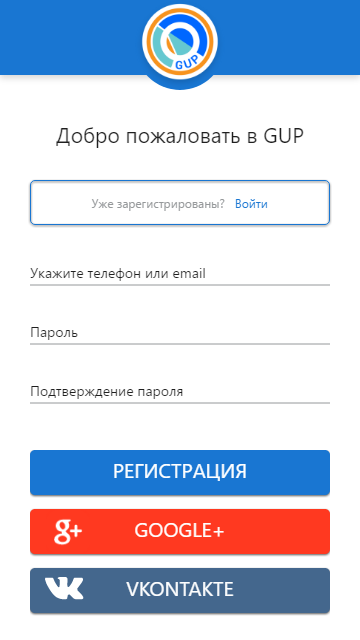 GUP
Добро пожаловать в GUP
Уже зарегистрированы? Войти
Укажите телефон или email
Пароль
Подтверждение пароля
РЕГИСТРАЦИЯ
g+ GOOGLE+
VK VKONTAKTE